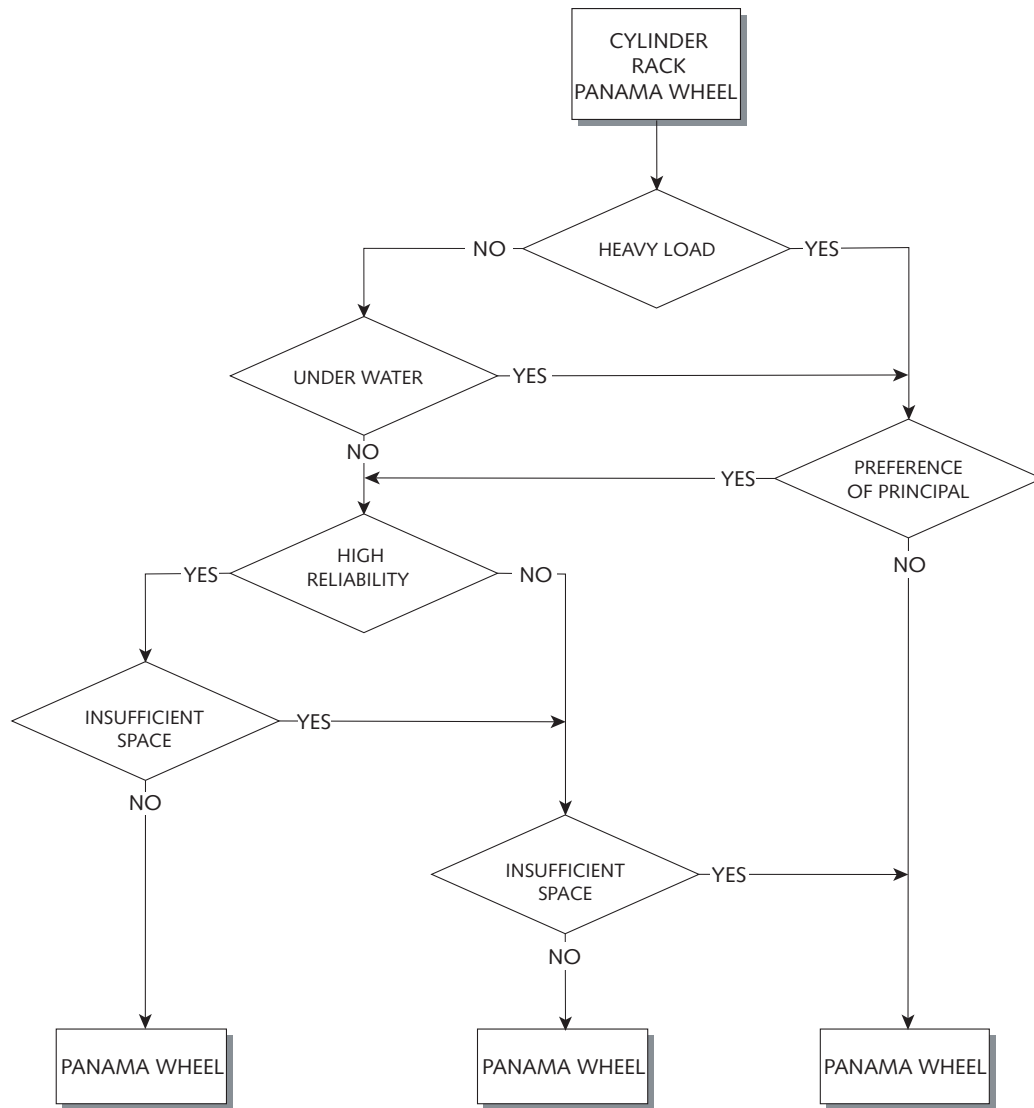 CYLINDER
RACK
PANAMA WHEEL
NO
HEAVY LOAD
YES
UNDER WATER
YES
NO
YES
PREFERENCE
OF PRINCIPAL
NO
YES
HIGH
RELIABILITY
NO
INSUFFICIENT
SPACE
YES
NO
INSUFFICIENT
SPACE
YES
NO
PANAMA WHEEL
PANAMA WHEEL
PANAMA WHEEL